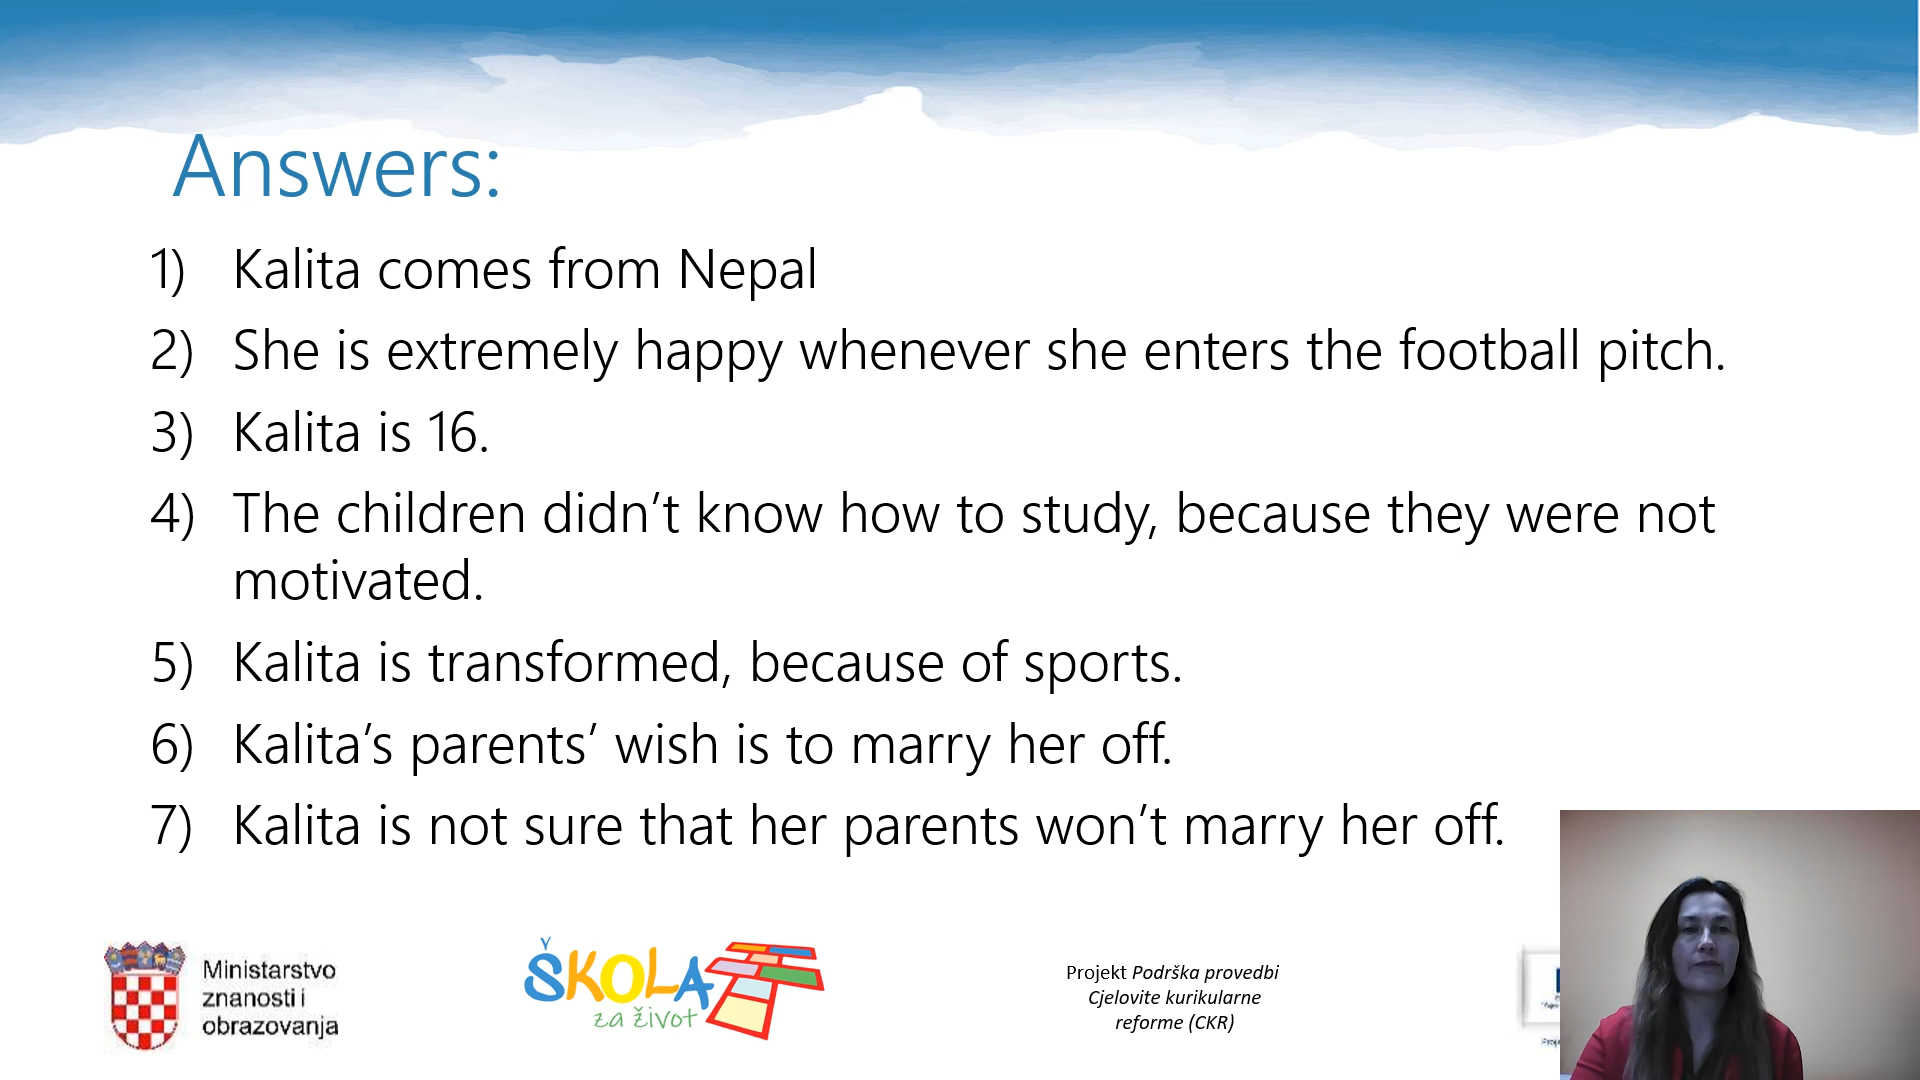 Answers:
1) Kalita comes from Nepal
2) She is extremely happy whenever she enters the football pitch.
3) Kalita is 16.
4) The children didn’t know how to study, because they were not
motivated.
5) Kalita is transformed, because of sports.
6) Kalita’s parents’ wish is to marry her off.
7) Kalita is not sure that her parents won’t marry her off.
Ministarstvo
znanosti i
obrazovanja
ŠKOLA
za život
Projekt Podrška provedbi
Cjelovite kurikularne
reforme (CKR)